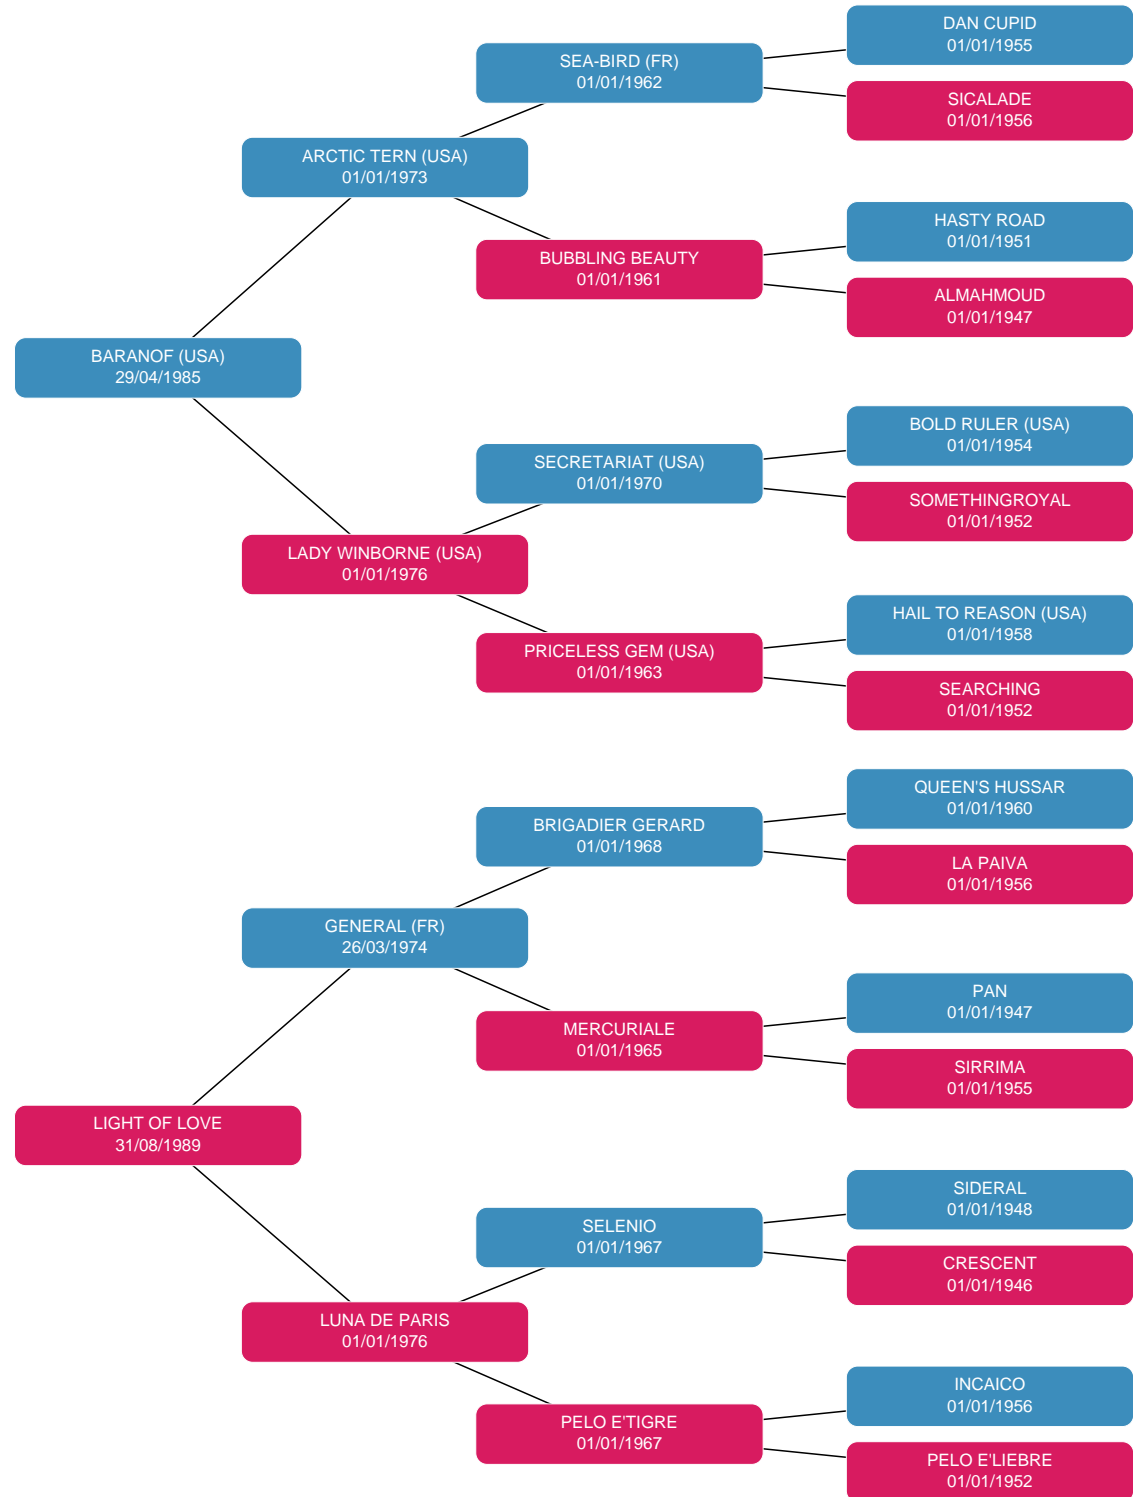 DAN CUPID
01/01/1955
SEA-BIRD (FR)
01/01/1962
SICALADE
01/01/1956
ARCTIC TERN (USA)
01/01/1973
HASTY ROAD
01/01/1951
BUBBLING BEAUTY
01/01/1961
ALMAHMOUD
01/01/1947
BARANOF (USA)
29/04/1985
BOLD RULER (USA)
01/01/1954
SECRETARIAT (USA)
01/01/1970
SOMETHINGROYAL
01/01/1952
LADY WINBORNE (USA)
01/01/1976
HAIL TO REASON (USA)
01/01/1958
PRICELESS GEM (USA)
01/01/1963
SEARCHING
01/01/1952
QUEEN'S HUSSAR
01/01/1960
BRIGADIER GERARD
01/01/1968
LA PAIVA
01/01/1956
GENERAL (FR)
26/03/1974
PAN
01/01/1947
MERCURIALE
01/01/1965
SIRRIMA
01/01/1955
LIGHT OF LOVE
31/08/1989
SIDERAL
01/01/1948
SELENIO
01/01/1967
CRESCENT
01/01/1946
LUNA DE PARIS
01/01/1976
INCAICO
01/01/1956
PELO E'TIGRE
01/01/1967
PELO E'LIEBRE
01/01/1952